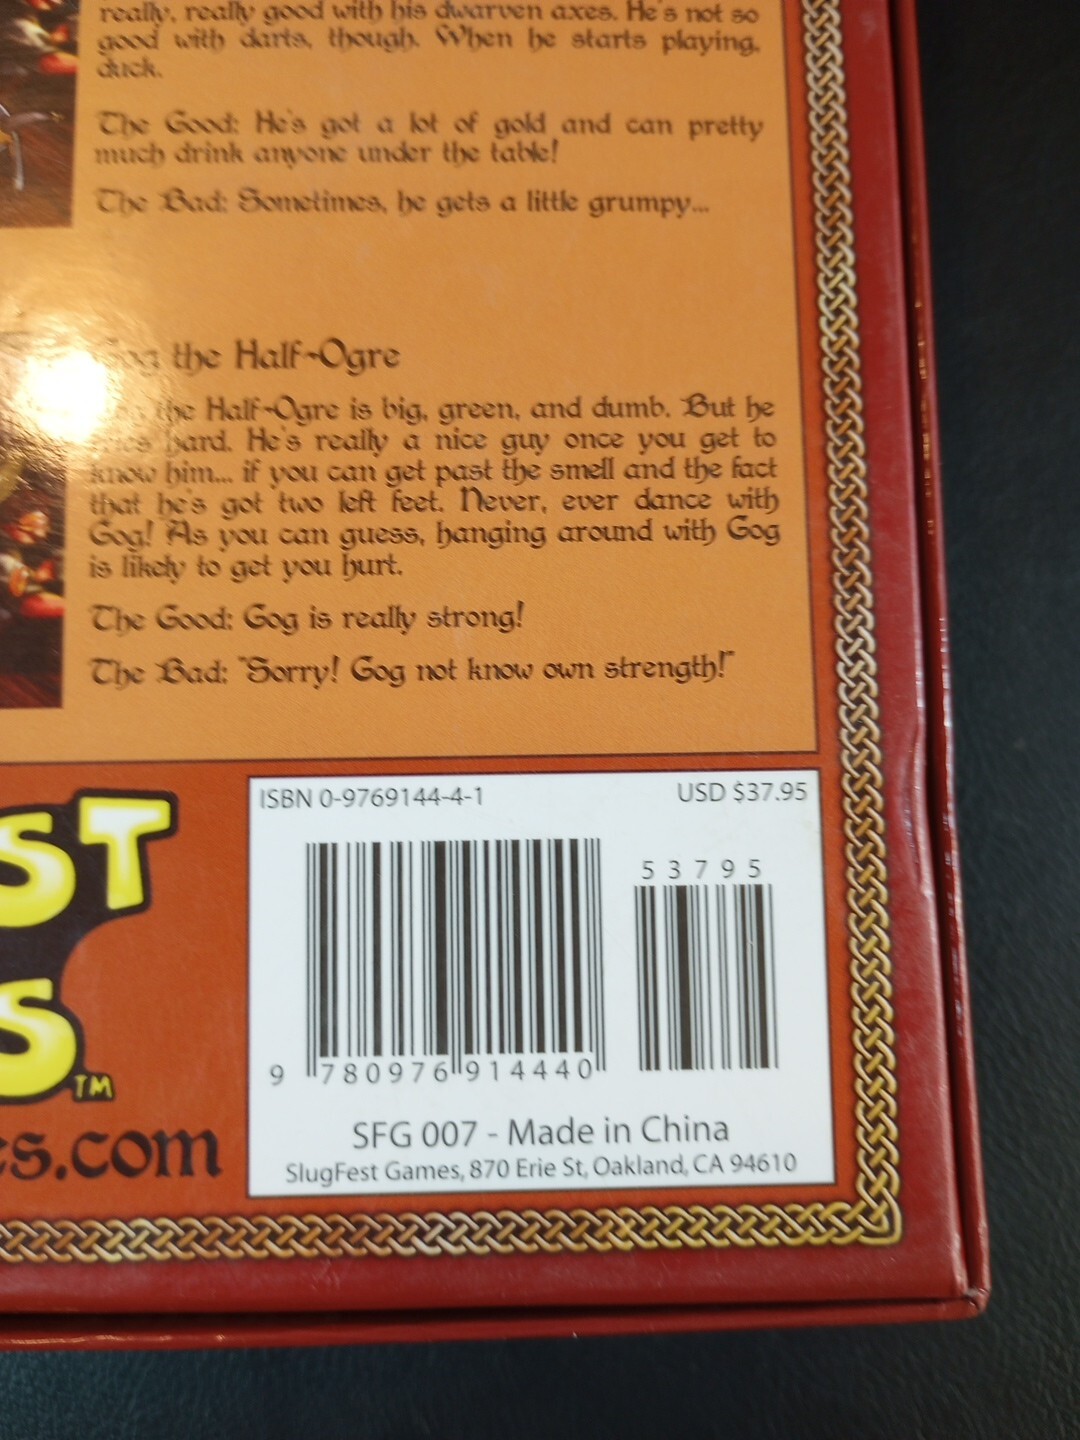 really, really good with his dwarven axes. He's not so
good with darts, though. When he starts playing,
duck.
The Good: He's got a lot of gold and can pretty
much drink anyone under the table!
The Bad: Sometimes, he gets a little grumpy...
Gog the Half-Ogre
the Half-Ogre is big, green, and dumb. But he
hard. He's really a nice guy once you get to
know him... if you can get past the smell and the fact
that he's got two left feet. Never, ever dance with
Gog! As you can guess, hanging around with Gog
is likely to get you hurt.
The Good: Gog is really strong!
The Bad: "Sorry! Gog not know own strength!"
ISBN 0-9769144-4-1
USD $37.95
53795
9 780976 914440
ST
S™
es.com
SFG 007 - Made in China
SlugFest Games, 870 Erie St, Oakland, CA 94610